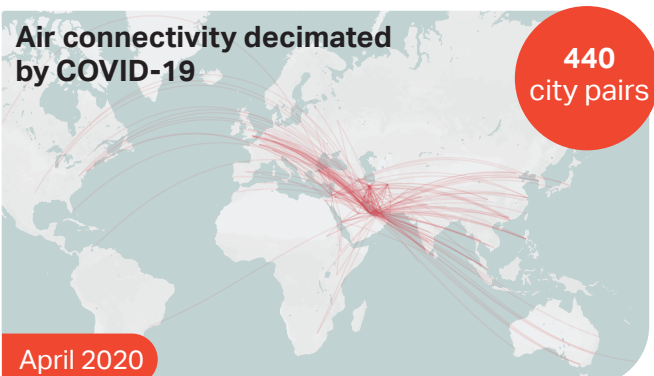 Air connectivity decimated
by COVID-19
440
city pairs
April 2020